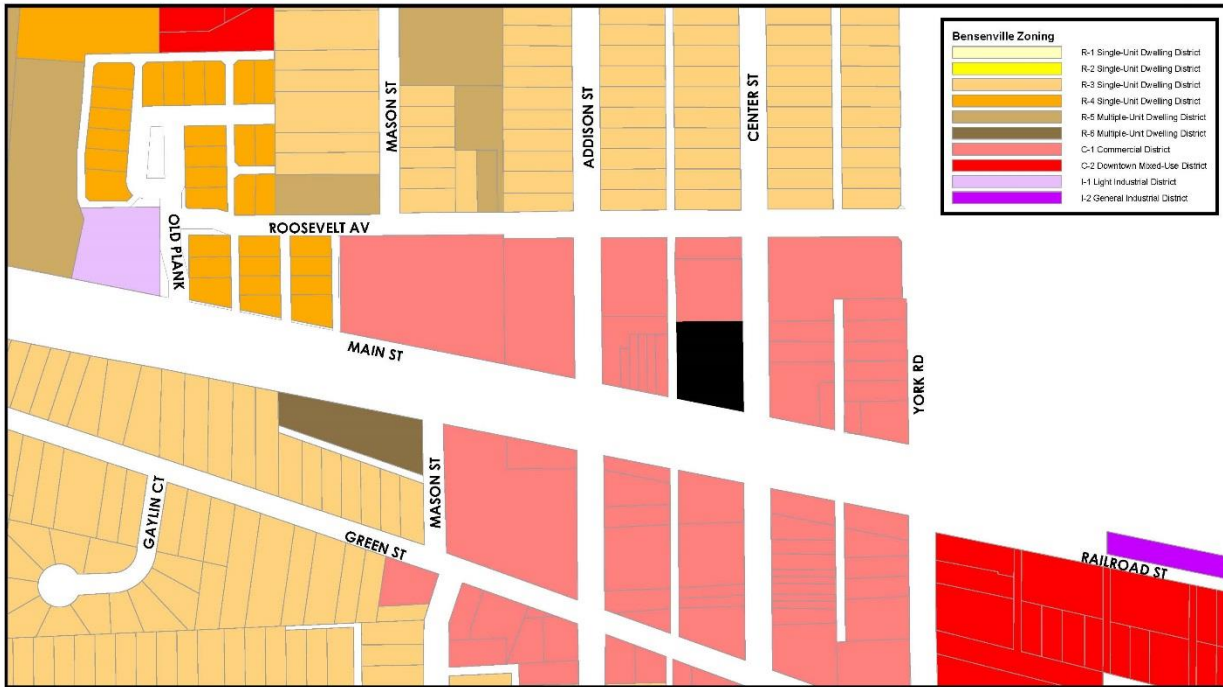 Bensenville Zoning
R-1 Single-Unit Dwelling District
R-2 Single-Unit Dwelling District
R-3 Single-Unit Dwelling District
R-4 Single-Unit Dwelling District
R-5 Multiple-Unit Dwelling District
R-6 Multiple-Unit Dwelling District
C-1 Commercial District
C-2 Downtown Mixed-Use District
I-1 Light Industrial District
I-2 General Industrial District
MASON ST
ADDISON ST
CENTER ST
OLD PLANK
ROOSEVELT AV
MAIN ST
YORK RD
MASON ST
GAYLIN CT
GREEN ST
RAILROAD ST